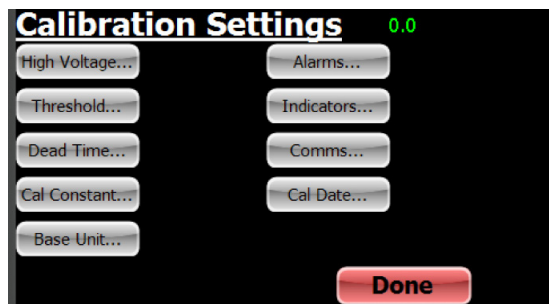 Calibration Settings 0.0
High Voltage... Alarms...
Threshold... Indicators...
Dead Time... Comms...
Cal Constant... Cal Date...
Base Unit...
Done